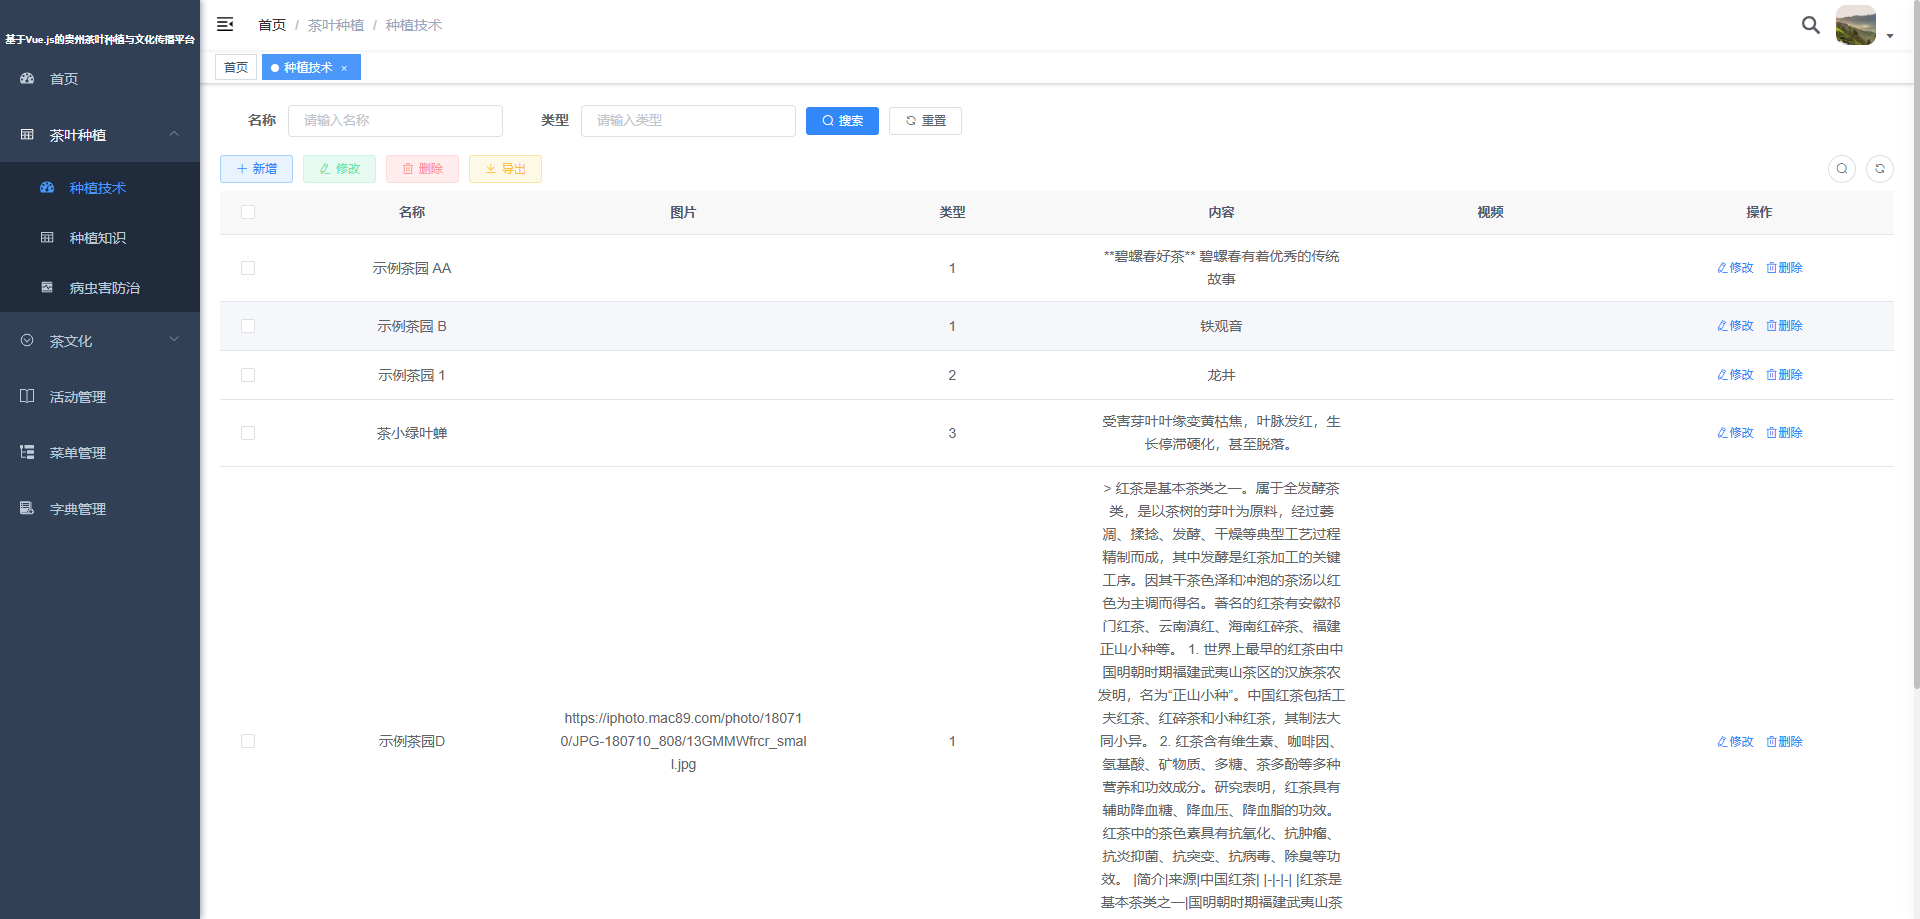 基于Vue.js的贵州茶叶种植与文化传播平台
首页
茶叶种植
种植技术
种植知识
病虫害防治
茶文化
活动管理
菜单管理
字典管理
首页 / 茶叶种植 / 种植技术
首页
种植技术 ×
名称 请输入名称 类型 请输入类型 搜索 重置
新增 修改 删除 导出
名称 图片 类型 内容 视频 操作
示例茶园 AA 1 **碧螺春好茶** 碧螺春有着优秀的传统 修改 删除
故事
示例茶园 B 1 铁观音 修改 删除
示例茶园 1 2 龙井 修改 删除
茶小绿叶蝉 3 受害芽叶叶缘变黄枯焦，叶脉发红，生 修改 删除
长停滞硬化，甚至脱落。
示例茶园D
https://iphoto.mac89.com/photo/18071
0/JPG-180710_808/13GMMWfrcr_smal
l.jpg
1
> 红茶是基本茶类之一。属于全发酵茶
类，是以茶树的芽叶为原料，经过萎
凋、揉捻、发酵、干燥等典型工艺过程
精制而成，其中发酵是红茶加工的关键
工序。因其干茶色泽和冲泡的茶汤以红
色为主调而得名。著名的红茶有安徽祁
门红茶、云南滇红、海南红碎茶、福建
正山小种等。 1. 世界上最早的红茶由中
国明朝时期福建武夷山茶区的汉族茶农
发明，名为“正山小种”。中国红茶包括工
夫红茶、红碎茶和小种红茶，其制法大
同小异。 2. 红茶含有维生素、咖啡因、
氨基酸、矿物质、多糖、茶多酚等多种
营养和功效成分。研究表明，红茶具有
辅助降血糖、降血压、降血脂的功效。
红茶中的茶色素具有抗氧化、抗肿瘤、
抗炎抑菌、抗突变、抗病毒、除臭等功
效。 |简介|来源|中国红茶| |-|-|-| |红茶是
基本茶类之一|国明朝时期福建武夷山茶
修改 删除